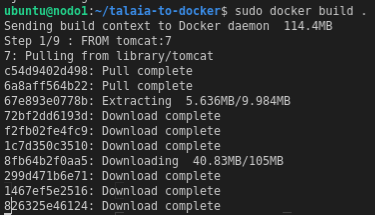 ubuntu@nodo1:~/talaia-to-docker$ sudo docker build .
Sending build context to Docker daemon  114.4MB
Step 1/9 : FROM tomcat:7
7: Pulling from library/tomcat
c54d9402d498: Pull complete
6a8aff564b22: Pull complete
67e893e0778b: Extracting  5.636MB/9.984MB
72bf2dd6193d: Download complete
f2fb02fe4fc9: Download complete
1c7d350c3510: Download complete
8fb64b2f0aa5: Downloading  40.83MB/105MB
299d471b6e71: Download complete
1467ef5e2516: Download complete
826325e46124: Download complete